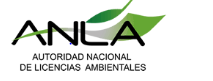 ANLA
AUTORIDAD NACIONAL
DE LICENCIAS AMBIENTALES